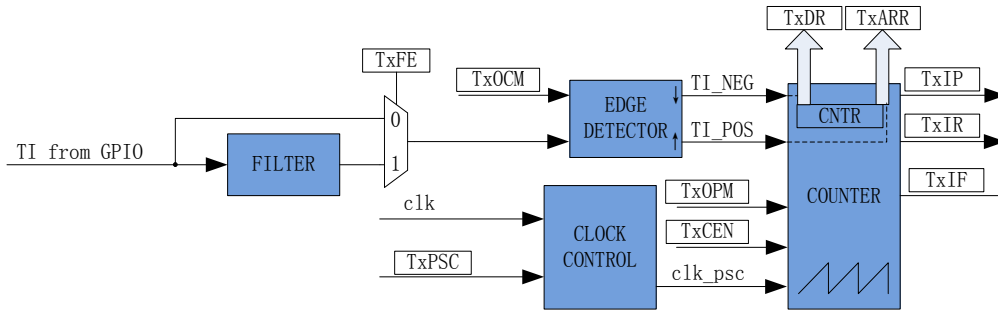 TxDR
TxARR
TxFE
TxOCM
TI_NEG
TxIP
EDGE
DETECTOR
CNTR
0
TI_POS
TxIR
TI from GPIO
FILTER
1
TxIF
TxOPM
COUNTER
clk
CLOCK
CONTROL
TxCEN
TxPSC
clk_psc